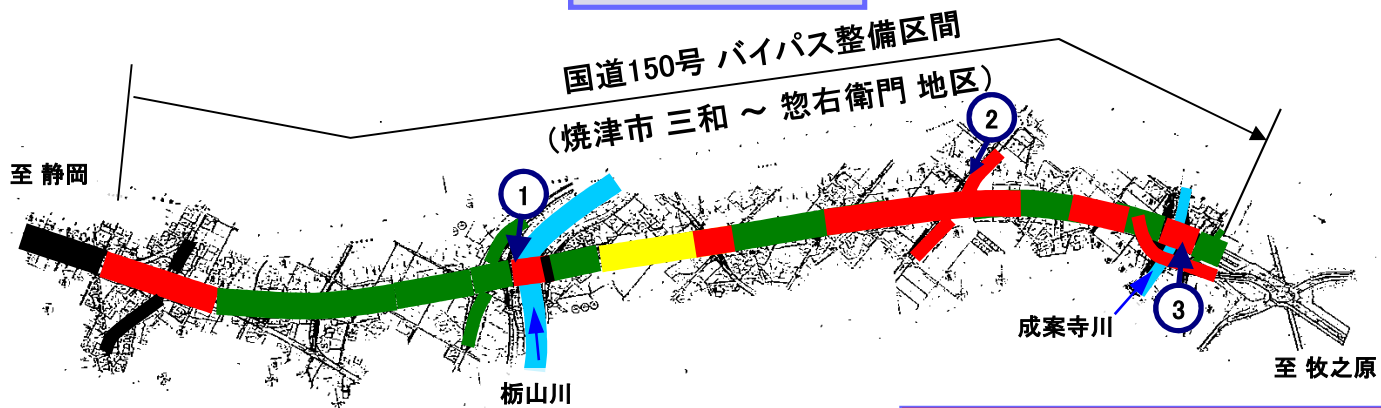 国道150号 バイパス整備区間
(焼津市 三和 ~ 惣右衛門 地区)
至 静岡
1
2
3
栃山川
成案寺川
至 牧之原